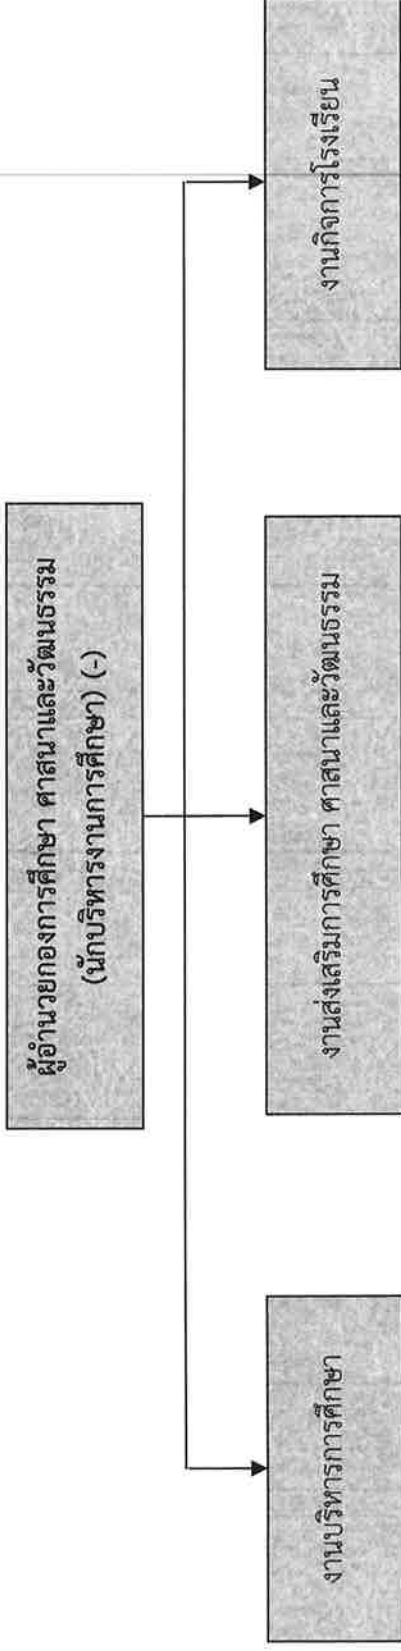 ผู้อำนวยกองการศึกษา ศาสนาและวัฒนธรรม
(นักบริหารงานการศึกษา) (-)
งานบริหารการศึกษา
งานส่งเสริมการศึกษา ศาสนาและวัฒนธรรม
งานกิจการโรงเรียน